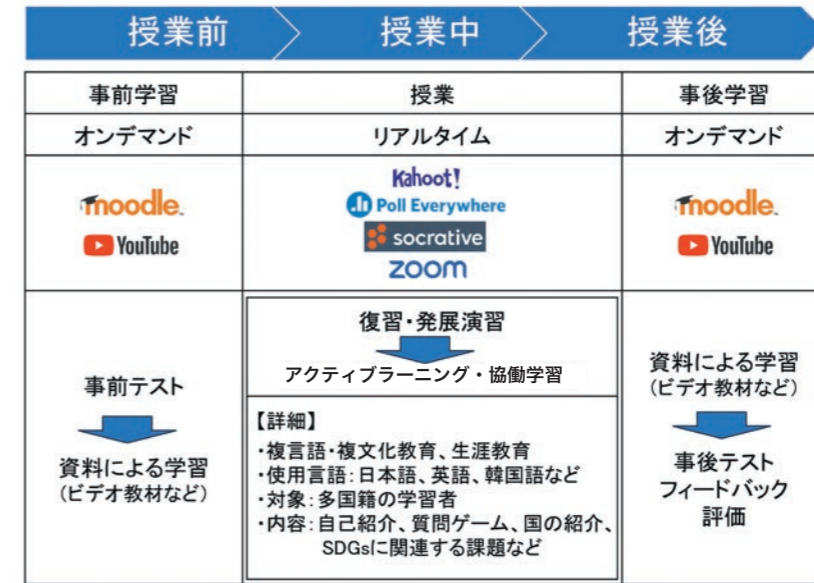 授業前
授業中
授業後
事前学習
授業
事後学習
オンデマンド
リアルタイム
オンデマンド
moodle
YouTube
Kahoot!
Poll Everywhere
socrative
zoom
moodle
YouTube
事前テスト
資料による学習
(ビデオ教材など)
復習・発展演習
アクティブラーニング・協働学習
【詳細】
・複言語・複文化教育、生涯教育
・使用言語:日本語、英語、韓国語など
・対象:多国籍の学習者
・内容:自己紹介、質問ゲーム、国の紹介、
SDGsに関連する課題など
資料による学習
(ビデオ教材など)
事後テスト
フィードバック
評価